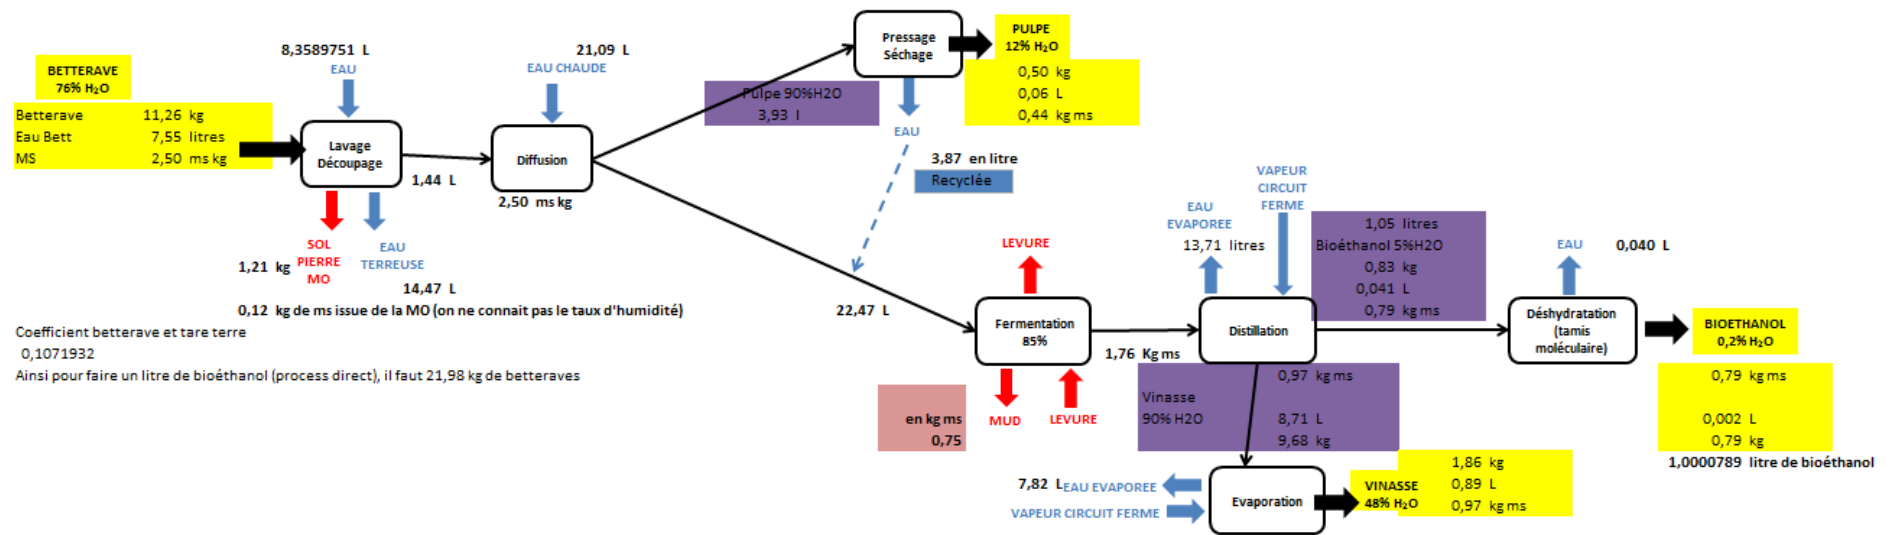 BETTERAVE
76% H₂O
Betterave 11,26 kg
Eau Bett 7,55 litres
MS 2,50 ms kg
8,3589751 L
EAU
Lavage
Découpage
1,44 L
SOL
PIERRE
MO
1,21 kg
EAU
TERREUSE
14,47 L
0,12 kg de ms issue de la MO (on ne connait pas le taux d'humidité)
Coefficient betterave et tare terre
0,1071932
Ainsi pour faire un litre de bioéthanol (process direct), il faut 21,98 kg de betteraves
21,09 L
EAU CHAUDE
Diffusion
2,50 ms kg
Pulpe 90%H2O
3,93 l
Pressage
Séchage
PULPE
12% H₂O
0,50 kg
0,06 L
0,44 kg ms
EAU
3,87 en litre
Recyclée
22,47 L
LEVURE
Fermentation
85%
MUD
LEVURE
en kg ms
0,75
1,76 Kg ms
EAU
EVAPOREE
13,71 litres
VAPEUR
CIRCUIT
FERME
Distillation
1,05 litres
Bioéthanol 5%H2O
0,83 kg
0,041 L
0,79 kg ms
0,97 kg ms
Vinasse
90% H2O 8,71 L
9,68 kg
7,82 L EAU EVAPOREE
VAPEUR CIRCUIT FERME
Evaporation
VINASSE
48% H₂O
1,86 kg
0,89 L
0,97 kg ms
EAU
0,040 L
Déshydratation
(tamis
moléculaire)
BIOETHANOL
0,2% H₂O
0,79 kg ms
0,002 L
0,79 kg
1,0000789 litre de bioéthanol